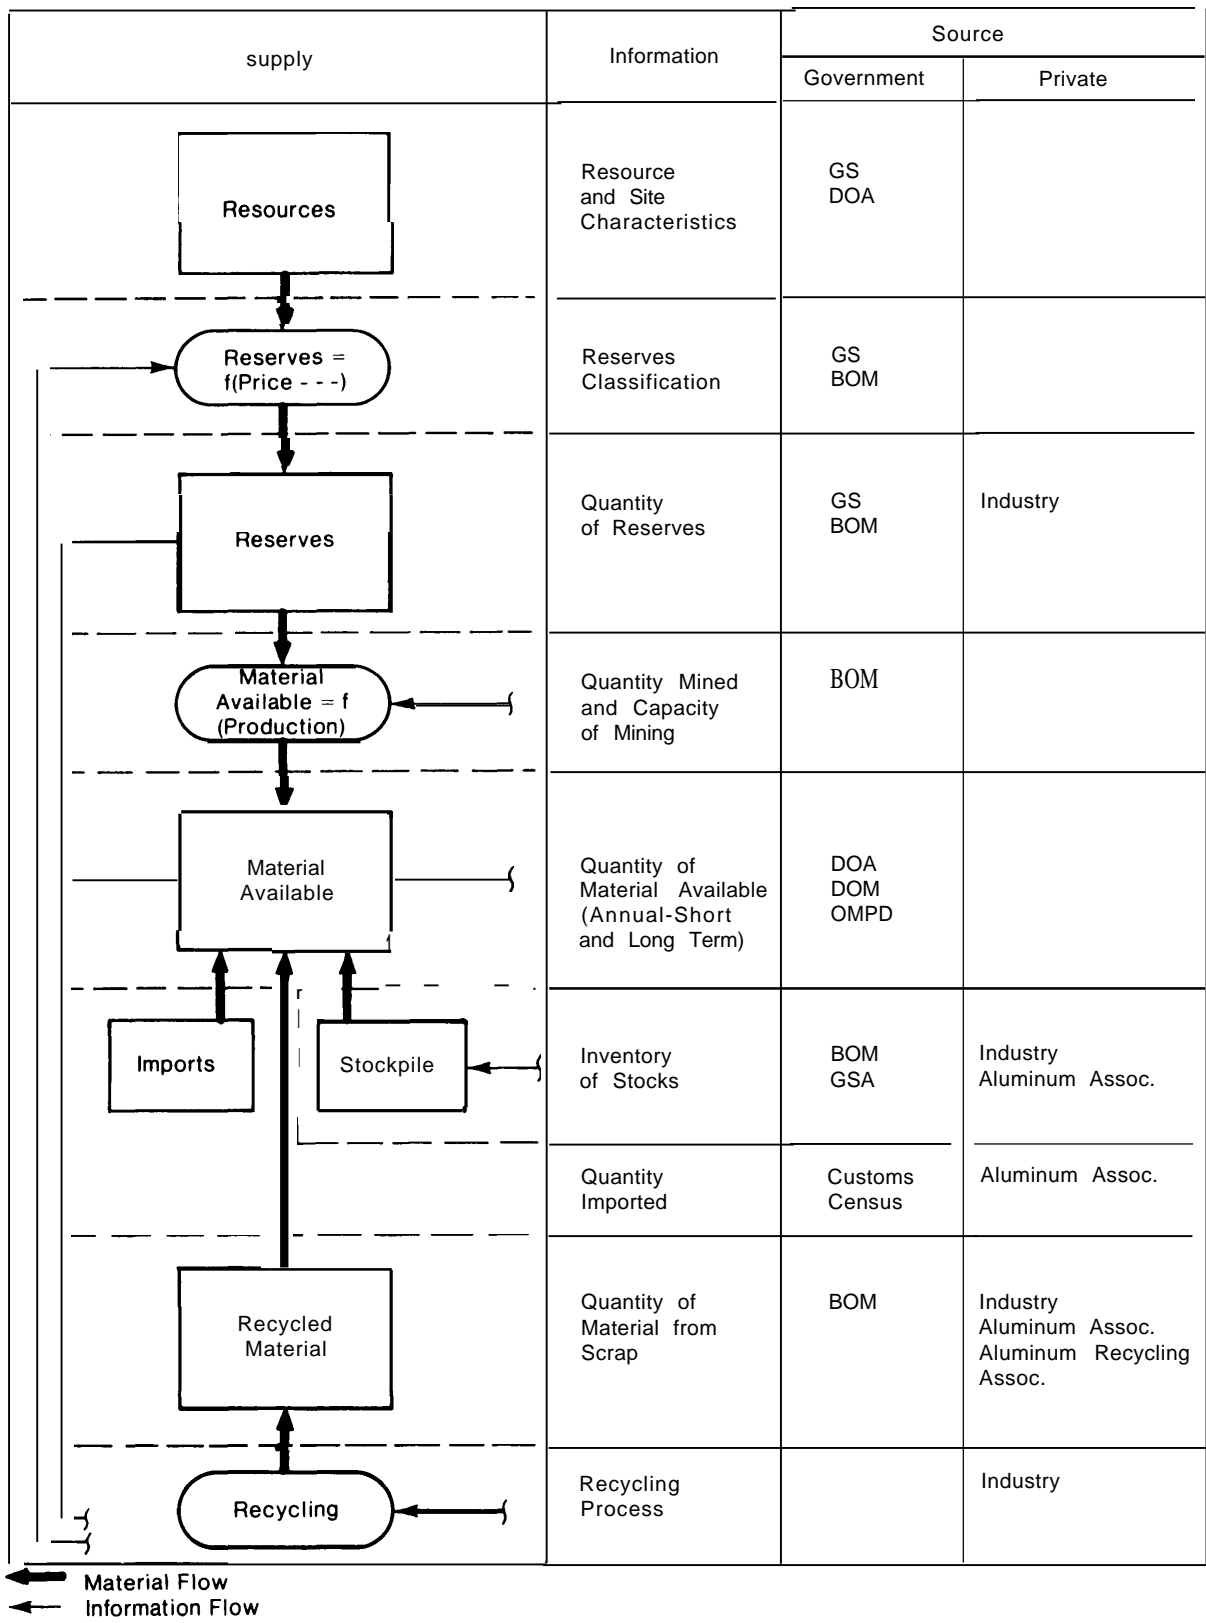 Source
supply
Information
Government
Private
Resources
Resource
and Site
Characteristics
GS
DOA
Reserves =
f(Price - - -)
Reserves
Classification
GS
BOM
Reserves
Quantity
of Reserves
GS
BOM
Industry
Material
Available = f
(Production)
Quantity Mined
and Capacity
of Mining
BOM
Material
Available
Quantity of
Material Available
(Annual-Short
and Long Term)
DOA
DOM
OMPD
r
Imports
Stockpile
Inventory
of Stocks
BOM
GSA
Industry
Aluminum Assoc.
Quantity
Imported
Customs
Census
Aluminum Assoc.
Recycled
Material
Quantity of
Material from
Scrap
BOM
Industry
Aluminum Assoc.
Aluminum Recycling
Assoc.
Recycling
Recycling
Process
Industry
Material Flow
Information Flow